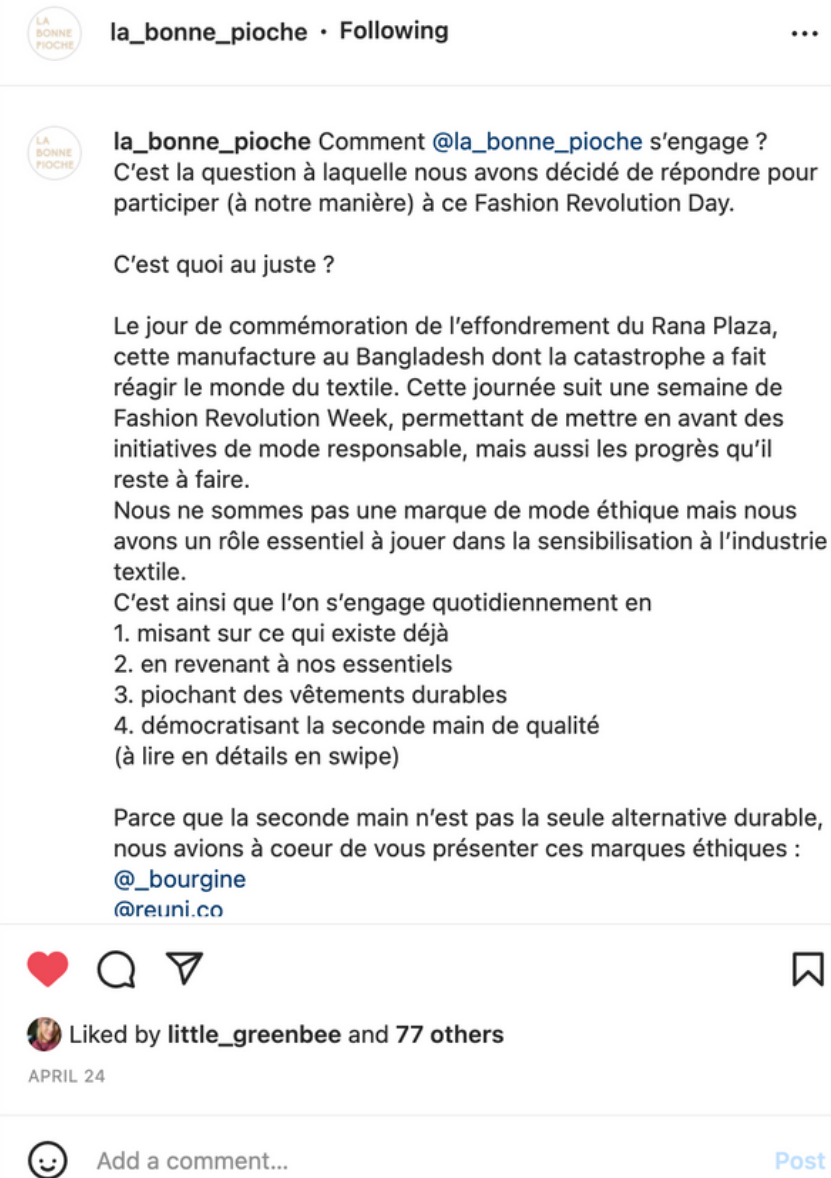 LA
BONNE
PIOCHE
la_bonne_pioche • Following
LA
BONNE
PIOCHE
la_bonne_pioche Comment @la_bonne_pioche s’engage ?
C’est la question à laquelle nous avons décidé de répondre pour
participer (à notre manière) à ce Fashion Revolution Day.
C’est quoi au juste ?
Le jour de commémoration de l’effondrement du Rana Plaza,
cette manufacture au Bangladesh dont la catastrophe a fait
réagir le monde du textile. Cette journée suit une semaine de
Fashion Revolution Week, permettant de mettre en avant des
initiatives de mode responsable, mais aussi les progrès qu’il
reste à faire.
Nous ne sommes pas une marque de mode éthique mais nous
avons un rôle essentiel à jouer dans la sensibilisation à l’industrie
textile.
C’est ainsi que l’on s’engage quotidiennement en
1. misant sur ce qui existe déjà
2. en revenant à nos essentiels
3. piochant des vêtements durables
4. démocratisant la seconde main de qualité
(à lire en détails en swipe)
Parce que la seconde main n’est pas la seule alternative durable,
nous avions à coeur de vous présenter ces marques éthiques :
@_bourgine
@reuni.co
Liked by little_greenbee and 77 others
APRIL 24
Add a comment...
Post